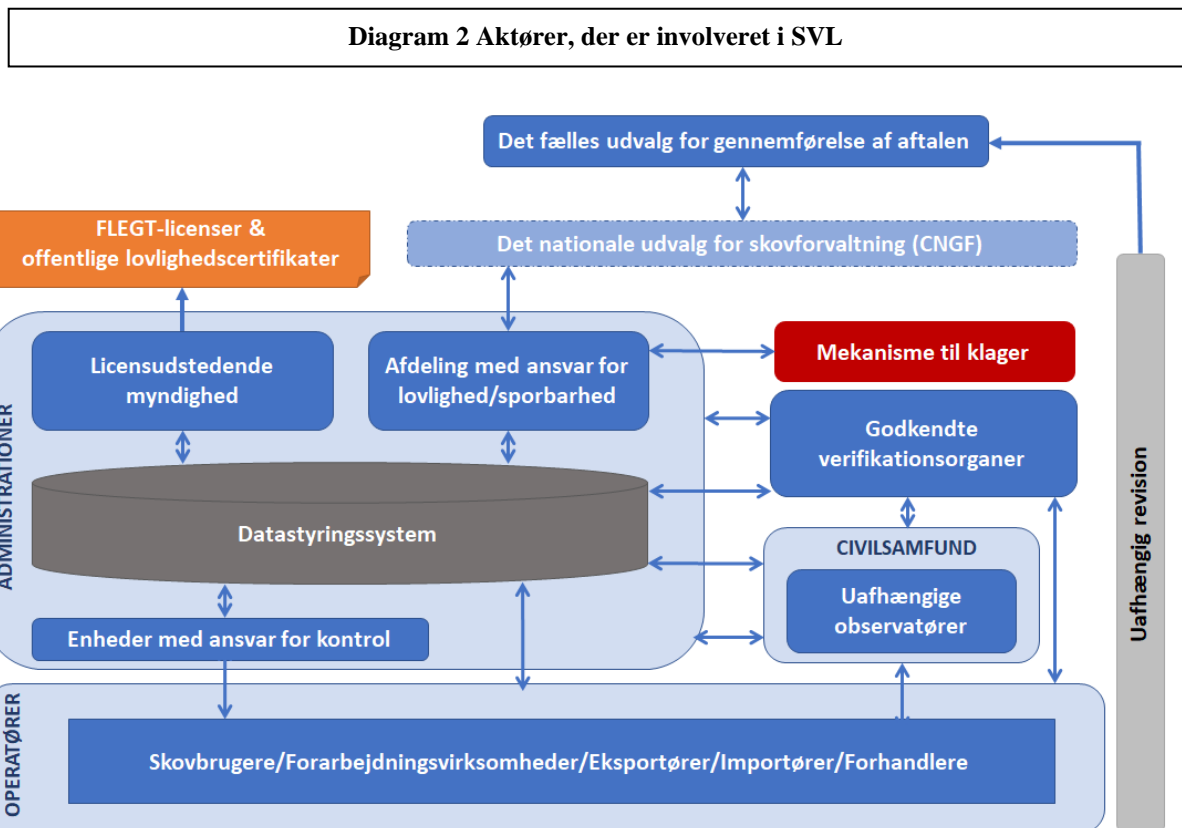 Diagram 2 Aktører, der er involveret i SVL
Det fælles udvalg for gennemførelse af aftalen
FLEGT-licenser &
offentlige lovlighedscertifikater
Det nationale udvalg for skovforvaltning (CNGF)
ADMINISTRATIONER
Licensudstedende
myndighed
Afdeling med ansvar for
lovlighed/sporbarhed
Mekanisme til klager
Godkendte
verifikationsorganer
Datastyringssystem
CIVILSAMFUND
Uafhængige
observatører
Enheder med ansvar for kontrol
Uafhængig revision
OPERATØRER
Skovbrugere/Forarbejdningsvirksomheder/Eksportører/Importører/Forhandlere